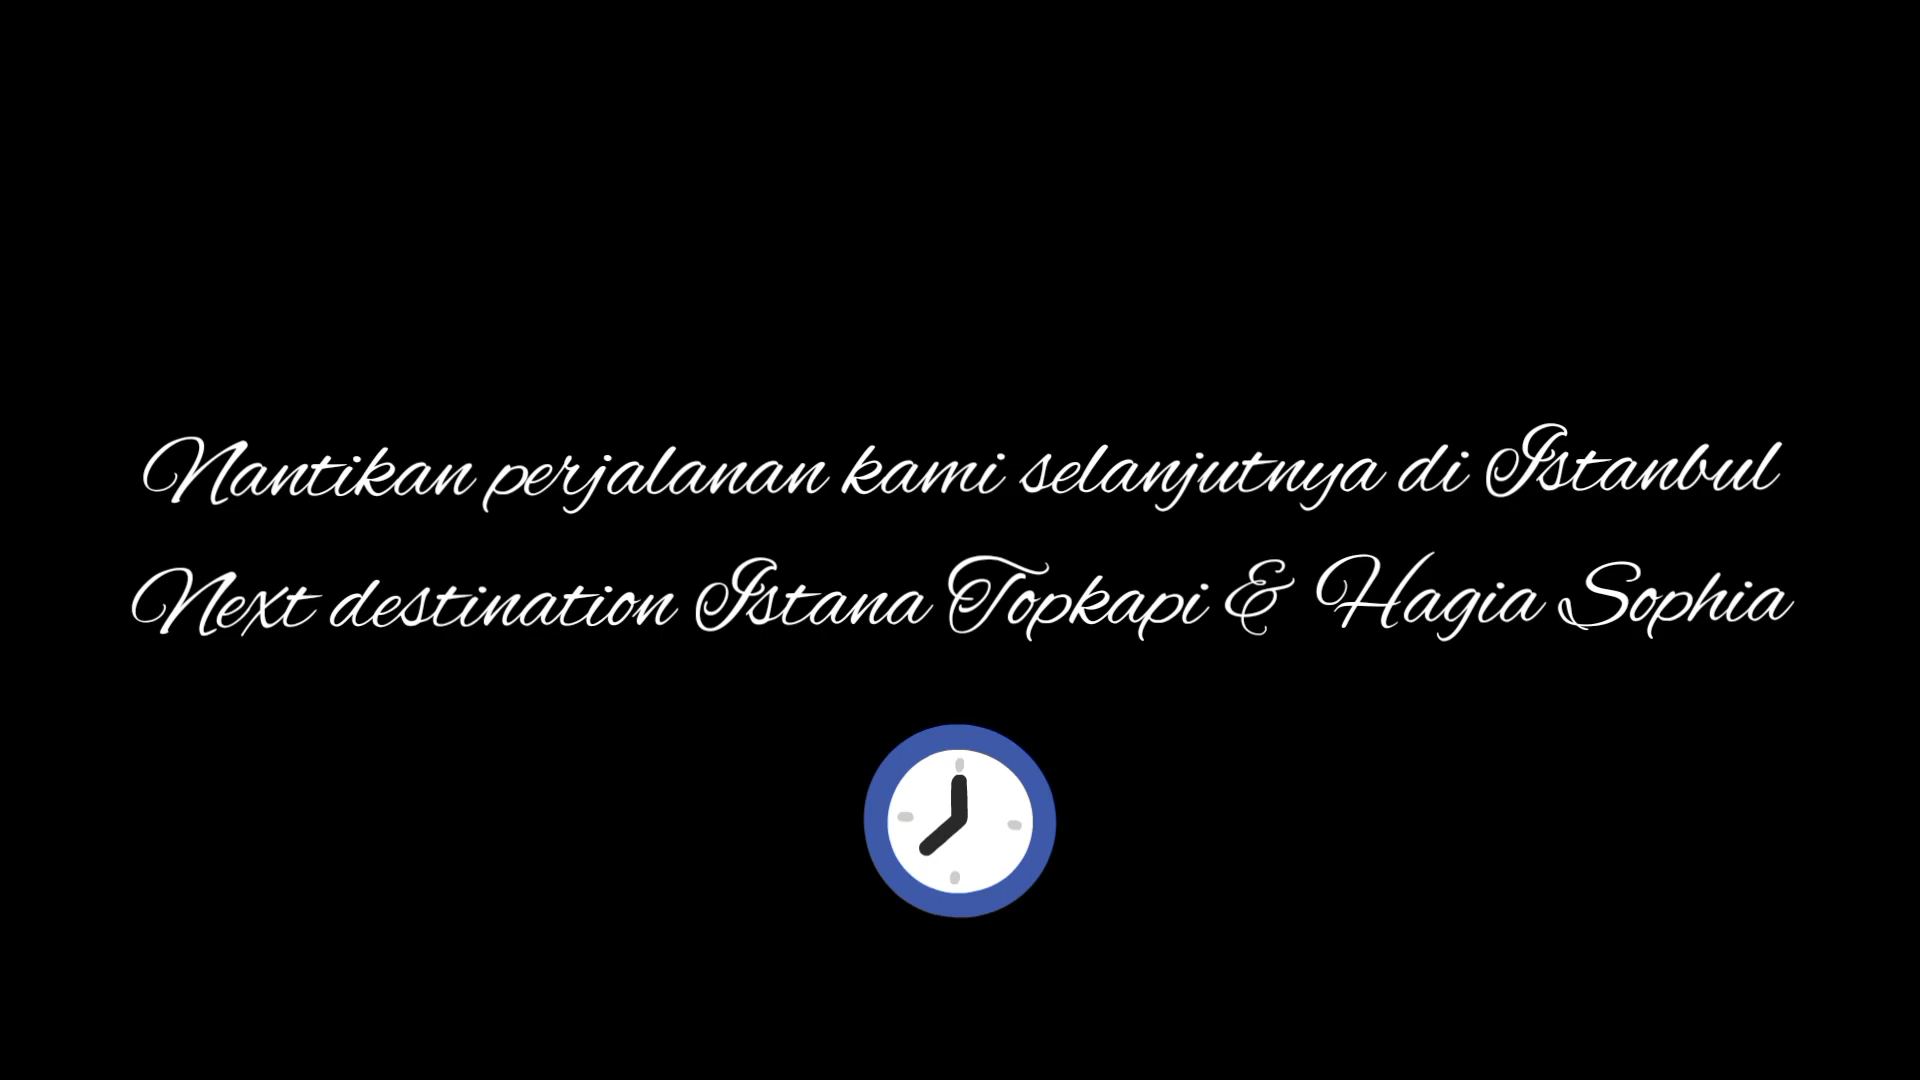 Nantikan perjalanan kami selanjutnya di Istanbul
Next destination Istana Topkapi & Hagia Sophia